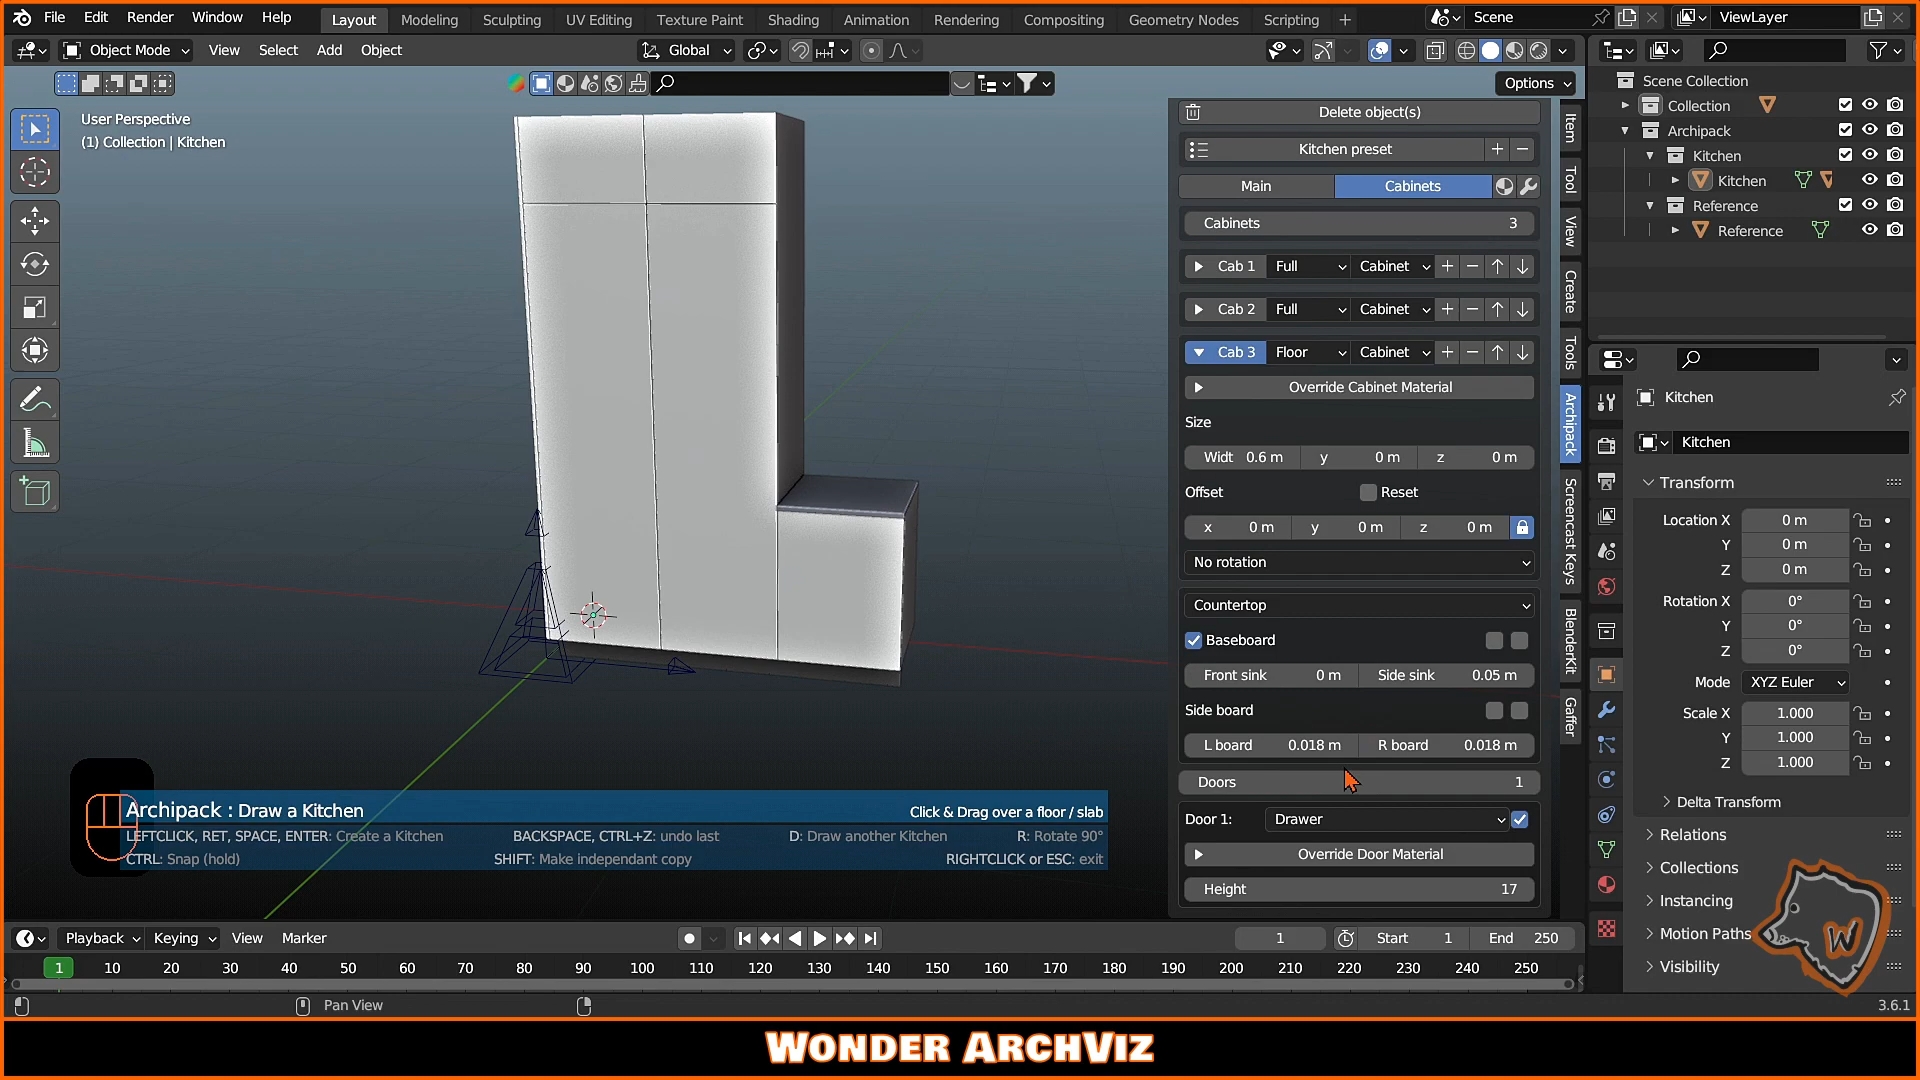 File Edit Render Window Help Layout Modeling Sculpting UV Editing Texture Paint Shading Animation Rendering Compositing Geometry Nodes Scripting Scene ViewLayer
Object Mode View Select Add Object Global
Options
User Perspective
(1) Collection | Kitchen
Delete object(s)
Kitchen preset
Main Cabinets
Cabinets 3
Cab 1 Full Cabinet
Cab 2 Full Cabinet
Cab 3 Floor Cabinet
Override Cabinet Material
Size
Widt 0.6 m y 0 m z 0 m
Offset Reset
x 0 m y 0 m z 0 m
No rotation
Countertop
Baseboard
Front sink 0 m Side sink 0.05 m
Side board
L board 0.018 m R board 0.018 m
Doors 1
Door 1: Drawer
Override Door Material
Height 17
Item
Tool
View
Create
Tools
Archipack
Screencast Keys
BlenderKit
Gaffer
Scene Collection
Collection
Archipack
Kitchen
Kitchen
Reference
Reference
Kitchen
Kitchen
Transform
Location X 0 m
Y 0 m
Z 0 m
Rotation X 0°
Y 0°
Z 0°
Mode XYZ Euler
Scale X 1.000
Y 1.000
Z 1.000
Delta Transform
Relations
Collections
Instancing
Motion Paths
Visibility
W
Archipack : Draw a Kitchen Click & Drag over a floor / slab
LEFTCLICK, RET, SPACE, ENTER: Create a Kitchen BACKSPACE, CTRL+Z: undo last D: Draw another Kitchen R: Rotate 90°
CTRL: Snap (hold) SHIFT: Make independant copy RIGHTCLICK or ESC: exit
Playback Keying View Marker 1 Start 1 End 250
1 10 20 30 40 50 60 70 80 90 100 110 120 130 140 150 160 170 180 190 200 210 220 230 240 250
Pan View 3.6.1
Wonder ArchViz